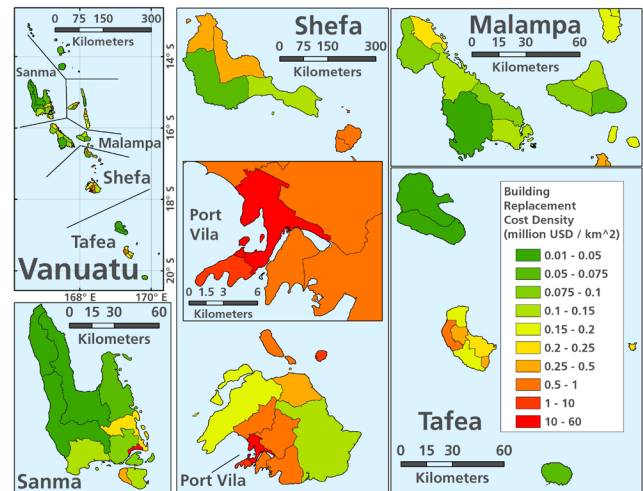 0 75 150 300
Kilometers
14° S
16° S
18° S
20° S
Sanma
Malampa
Shefa
Tafea
Vanuatu
168° E 170° E
Shefa
0 75 150 300
Kilometers
Malampa
0 15 30 60
Kilometers
Port
Vila
0 1.5 3 6
Kilometers
Building
Replacement
Cost Density
(million USD / km^2)
0.01 - 0.05
0.05 - 0.075
0.075 - 0.1
0.1 - 0.15
0.15 - 0.2
0.2 - 0.25
0.25 - 0.5
0.5 - 1
1 - 10
10 - 60
Tafea
0 15 30 60
Kilometers
0 15 30 60
Kilometers
Sanma
Port Vila